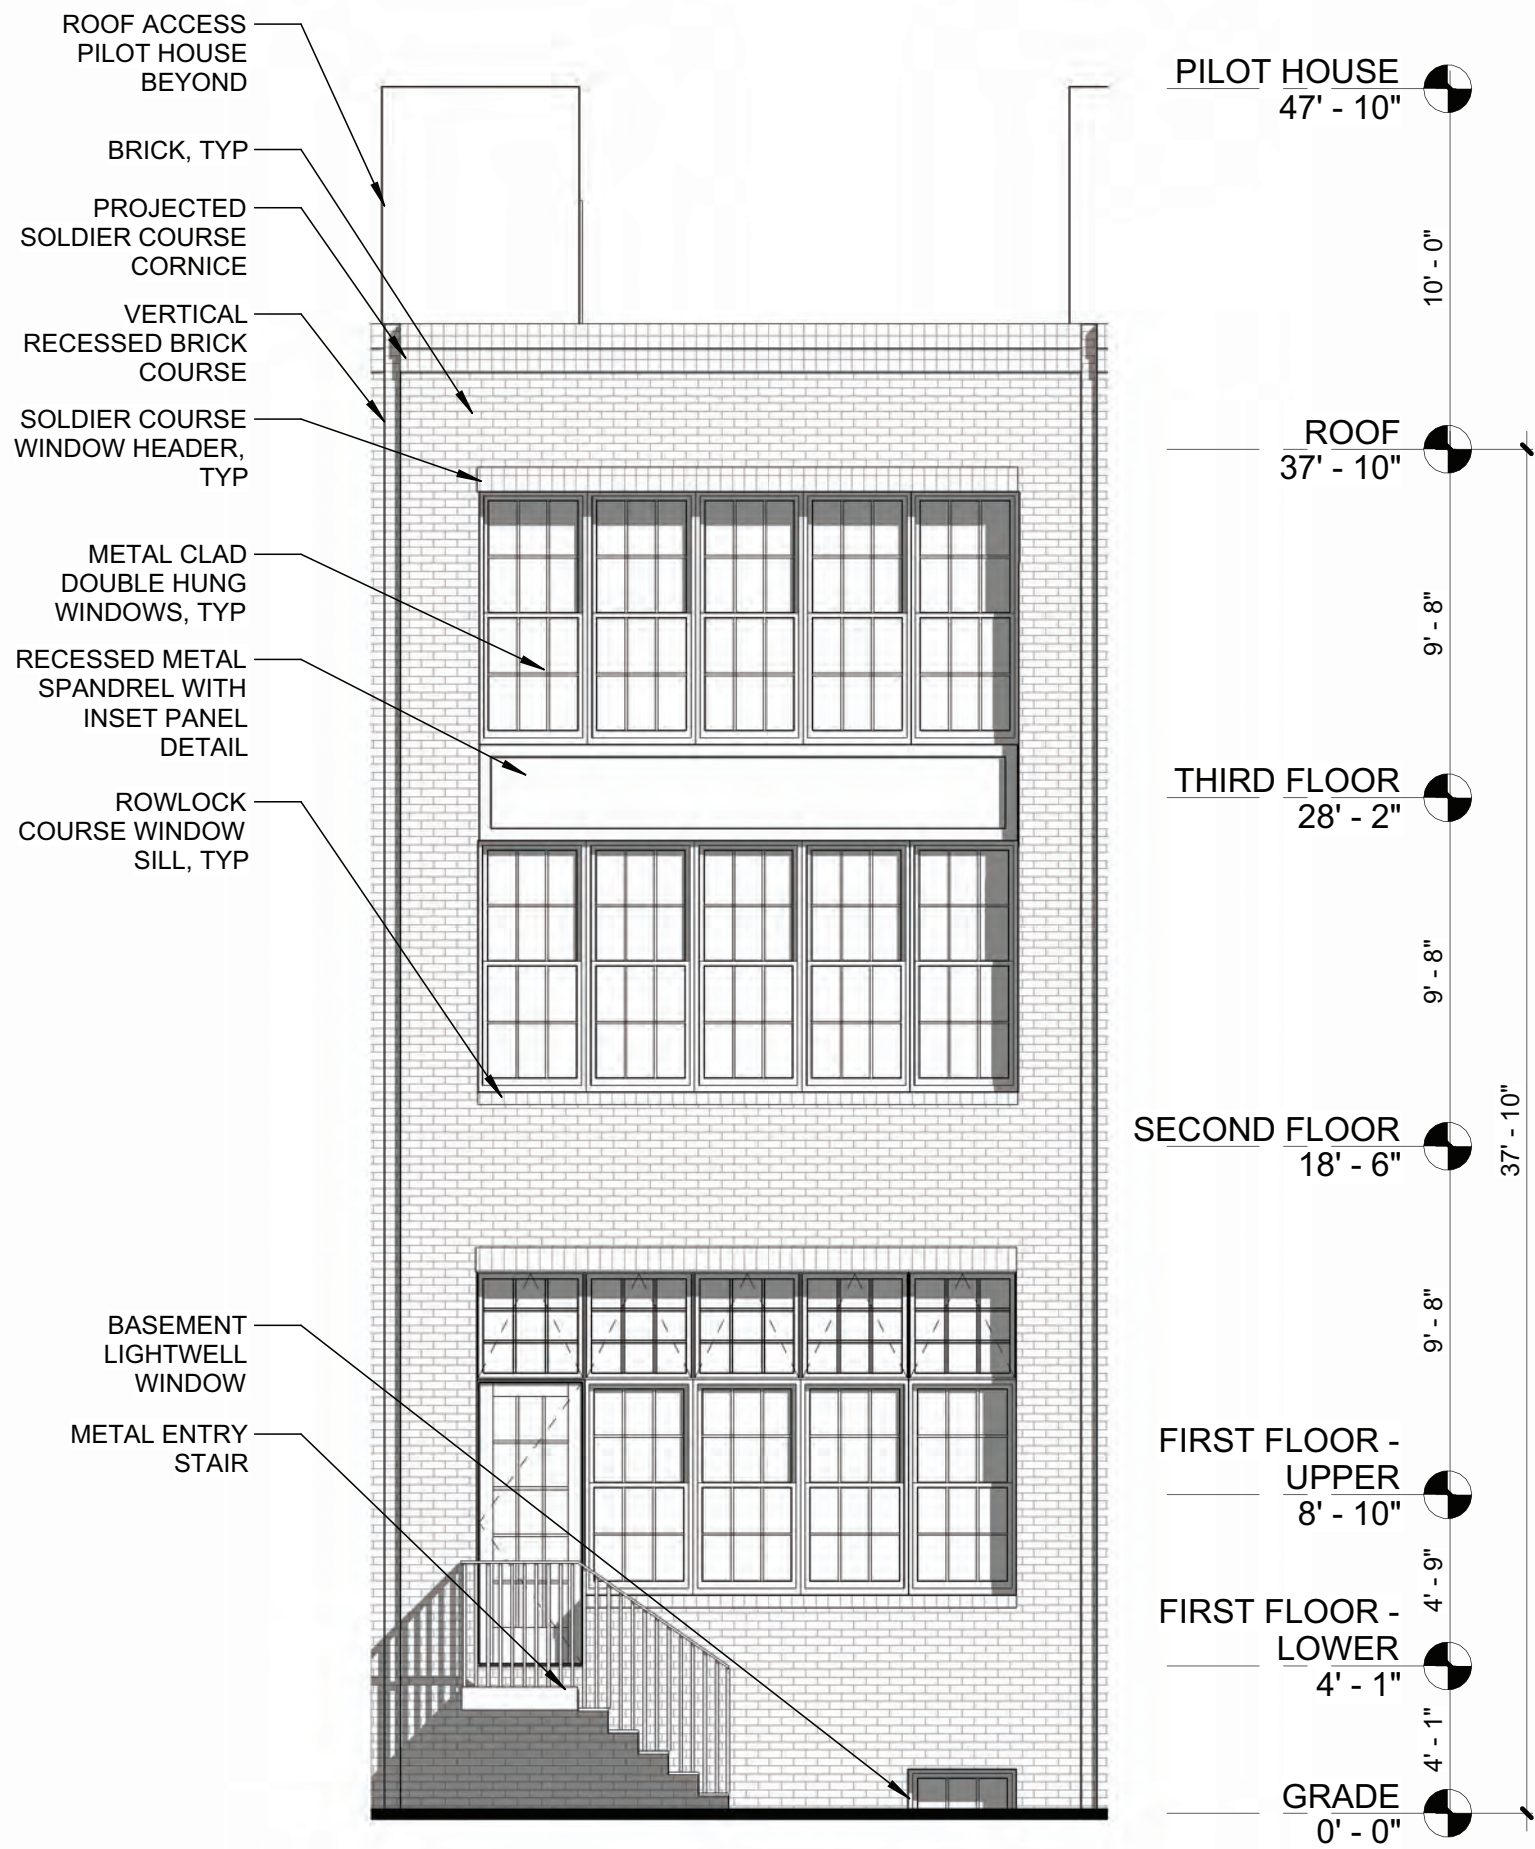 ROOF ACCESS
PILOT HOUSE
BEYOND
BRICK, TYP
PROJECTED
SOLDIER COURSE
CORNICE
VERTICAL
RECESSED BRICK
COURSE
SOLDIER COURSE
WINDOW HEADER,
TYP
METAL CLAD
DOUBLE HUNG
WINDOWS, TYP
RECESSED METAL
SPANDREL WITH
INSET PANEL
DETAIL
ROWLOCK
COURSE WINDOW
SILL, TYP
BASEMENT
LIGHTWELL
WINDOW
METAL ENTRY
STAIR
PILOT HOUSE
47' - 10"
10' - 0"
ROOF
37' - 10"
9' - 8"
THIRD FLOOR
28' - 2"
9' - 8"
SECOND FLOOR
18' - 6"
37' - 10"
9' - 8"
FIRST FLOOR -
UPPER
8' - 10"
4' - 9"
FIRST FLOOR -
LOWER
4' - 1"
4' - 1"
GRADE
0' - 0"